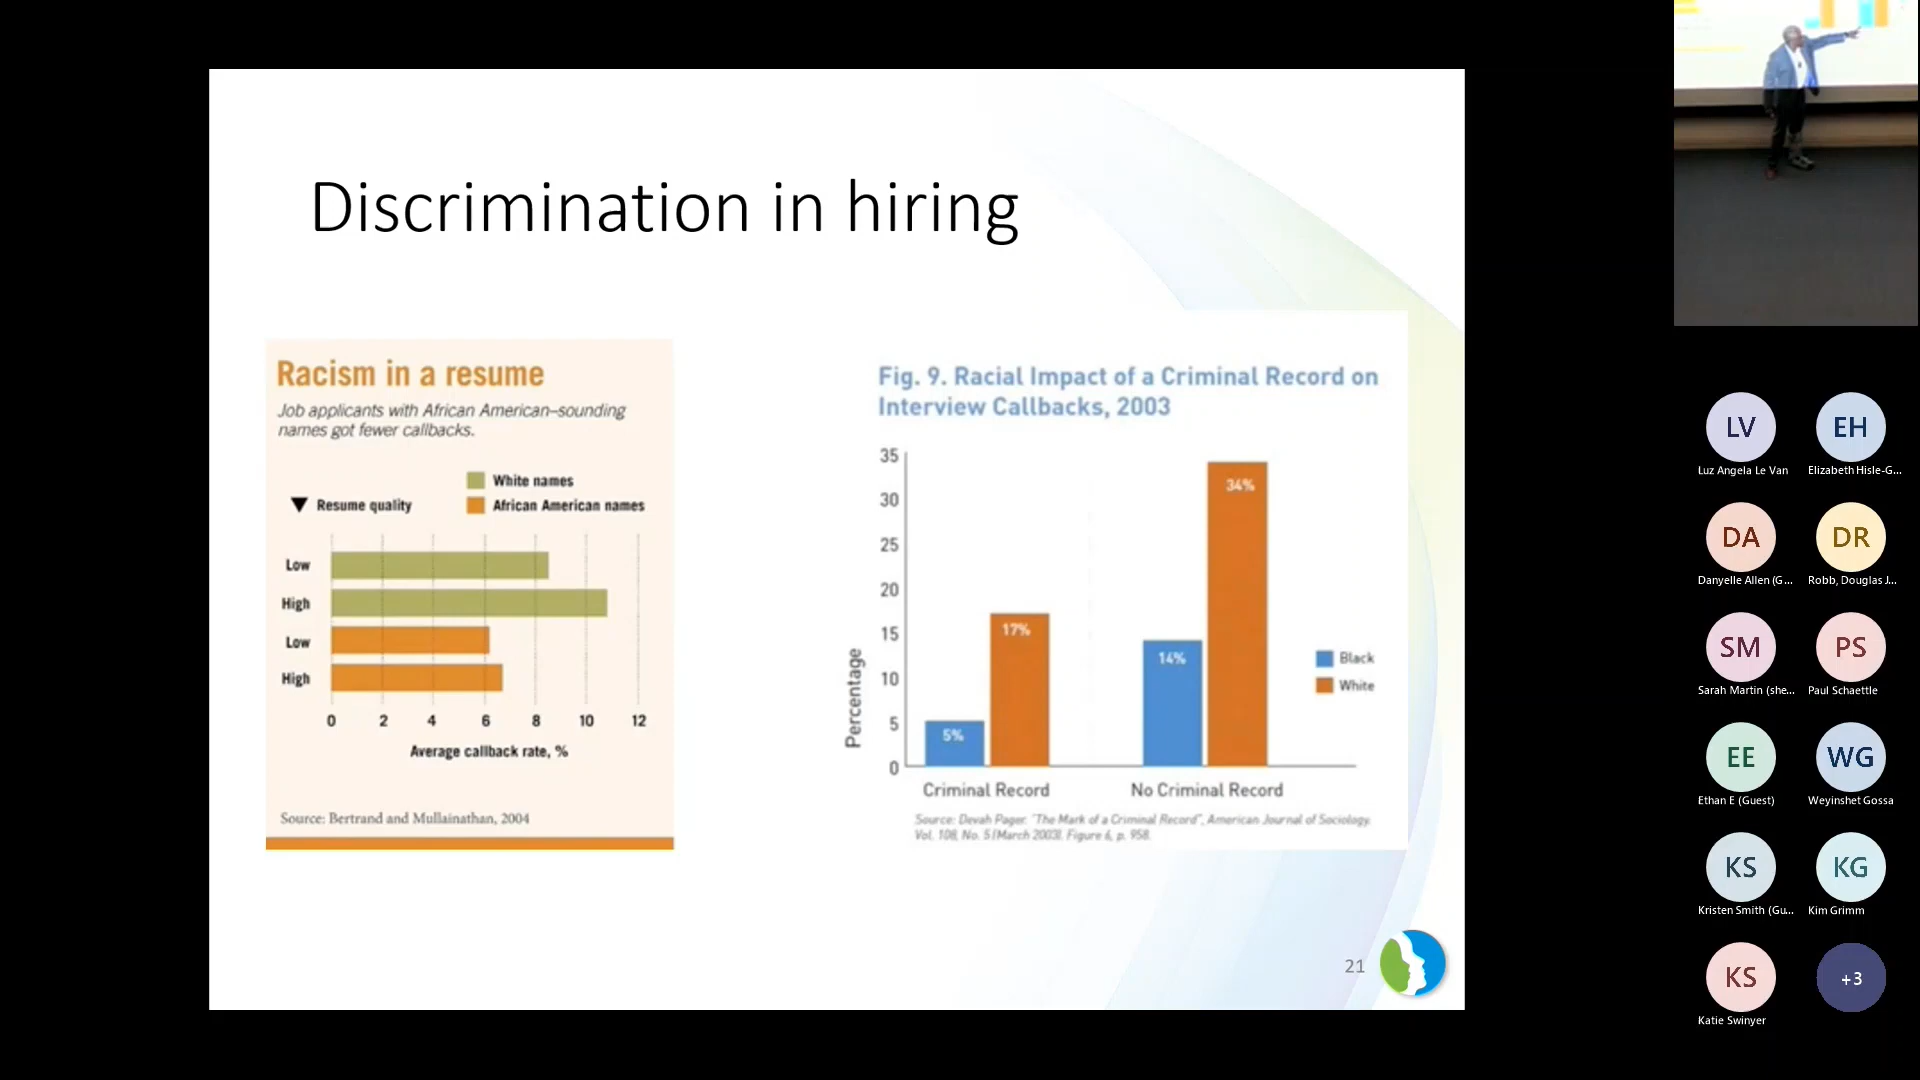 Discrimination in hiring
Racism in a resume
Job applicants with African American–sounding
names got fewer callbacks.
White names
▼ Resume quality
African American names
Low
High
Low
High
0 2 4 6 8 10 12
Average callback rate, %
Source: Bertrand and Mullainathan, 2004
Fig. 9. Racial Impact of a Criminal Record on
Interview Callbacks, 2003
Percentage
35
30
25
20
15
10
5
0
5%
17%
14%
34%
Black
White
Criminal Record
No Criminal Record
Source: Devah Pager. "The Mark of a Criminal Record", American Journal of Sociology.
Vol. 108, No. 5 (March 2003). Figure 6, p. 958.
21
LV EH
Luz Angela Le Van Elizabeth Hisle-G...
DA DR
Danyelle Allen (G... Robb, Douglas J...
SM PS
Sarah Martin (she... Paul Schaettle
EE WG
Ethan E (Guest) Weyinshet Gossa
KS KG
Kristen Smith (Gu... Kim Grimm
KS +3
Katie Swinyer